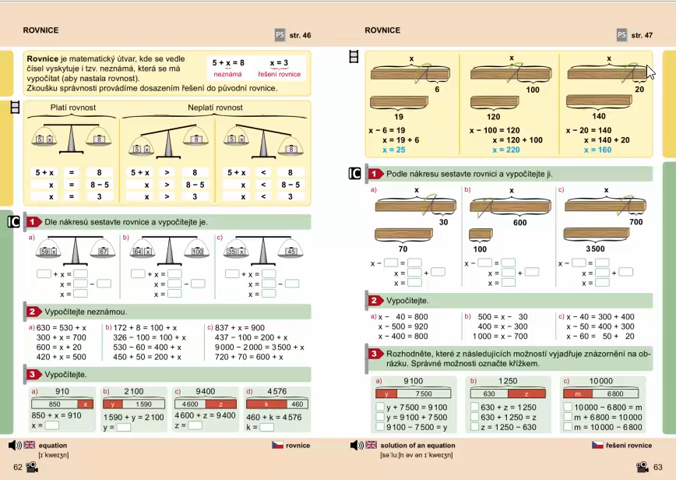 ROVNICE
PS str. 46
Rovnice je matematický útvar, kde se vedle
čísel vyskytuje i tzv. neznámá, která se má
vypočítat (aby nastala rovnost).
Zkoušku správnosti provádíme dosazením řešení do původní rovnice.
5 + x = 8 x = 3
neznámá řešení rovnice
Platí rovnost Neplatí rovnost
5 + x = 8 5 + x > 8 5 + x < 8
x = 8 – 5 x > 8 – 5 x < 8 – 5
x = 3 x > 3 x < 3
1 Dle nákresů sestavte rovnice a vypočítejte je.
a) b) c)
+ x = + x = + x =
x = – x = – x = –
x = x = x =
2 Vypočítejte neznámou.
a) 630 = 530 + x b) 172 + 8 = 100 + x c) 837 + x = 900
300 + x = 700 326 - 100 = 100 + x 437 - 100 = 200 + x
600 = x + 20 530 - 60 = 400 + x 9 000 - 2 000 = 3 500 + x
420 + x = 500 450 + 50 = 200 + x 720 + 70 = 600 + x
3 Vypočítejte.
a) 910 b) 2 100 c) 9 400 d) 4 576
850 x y 1 590 4 600 z k 460
850 + x = 910 1 590 + y = 2 100 4 600 + z = 9 400 460 + k = 4 576
x = y = z = k =
equation rovnice
[ɪˈkweɪʒn]
62
ROVNICE
PS str. 47
x x x
6 100 20
19 120 140
x – 6 = 19 x – 100 = 120 x – 20 = 140
x = 19 + 6 x = 120 + 100 x = 140 + 20
x = 25 x = 220 x = 160
1 Podle nákresu sestavte rovnici a vypočítejte ji.
a) x b) x c) x
30 600 700
70 100 3 500
x – = x – = x – =
x = + x = + x = +
x = x = x =
2 Vypočítejte.
a) x - 40 = 800 b) 500 = x - 30 c) x - 40 = 300 + 400
x - 500 = 920 400 = x - 300 x - 50 = 400 + 300
x - 400 = 800 1 000 = x - 700 x - 60 = 50 + 20
3 Rozhodněte, které z následujících možností vyjadřuje znázornění na ob-
rázku. Správné možnosti označte křížkem.
a) 9 100 b) 1 250 c) 10 000
y 7 500 630 z m 6 800
y + 7 500 = 9 100 630 + z = 1 250 10 000 – 6 800 = m
y = 9 100 + 7 500 630 + 1 250 = z m + 6 800 = 10 000
9 100 – 7 500 = y z = 1 250 – 630 m = 10 000 – 6 800
solution of an equation řešení rovnice
[səˈluːʃn əv ən ɪˈkweɪʒn]
63